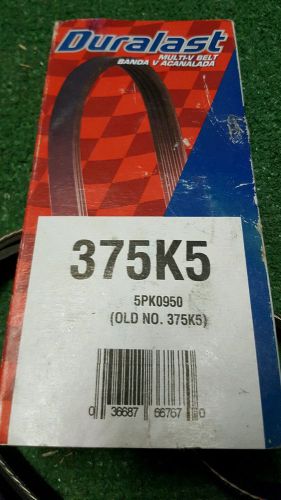 Duralast
MULTI-V BELT
BANDA V ACANALADA
375K5
5PK0950
(OLD NO. 375K5)
0 36687 66767 0